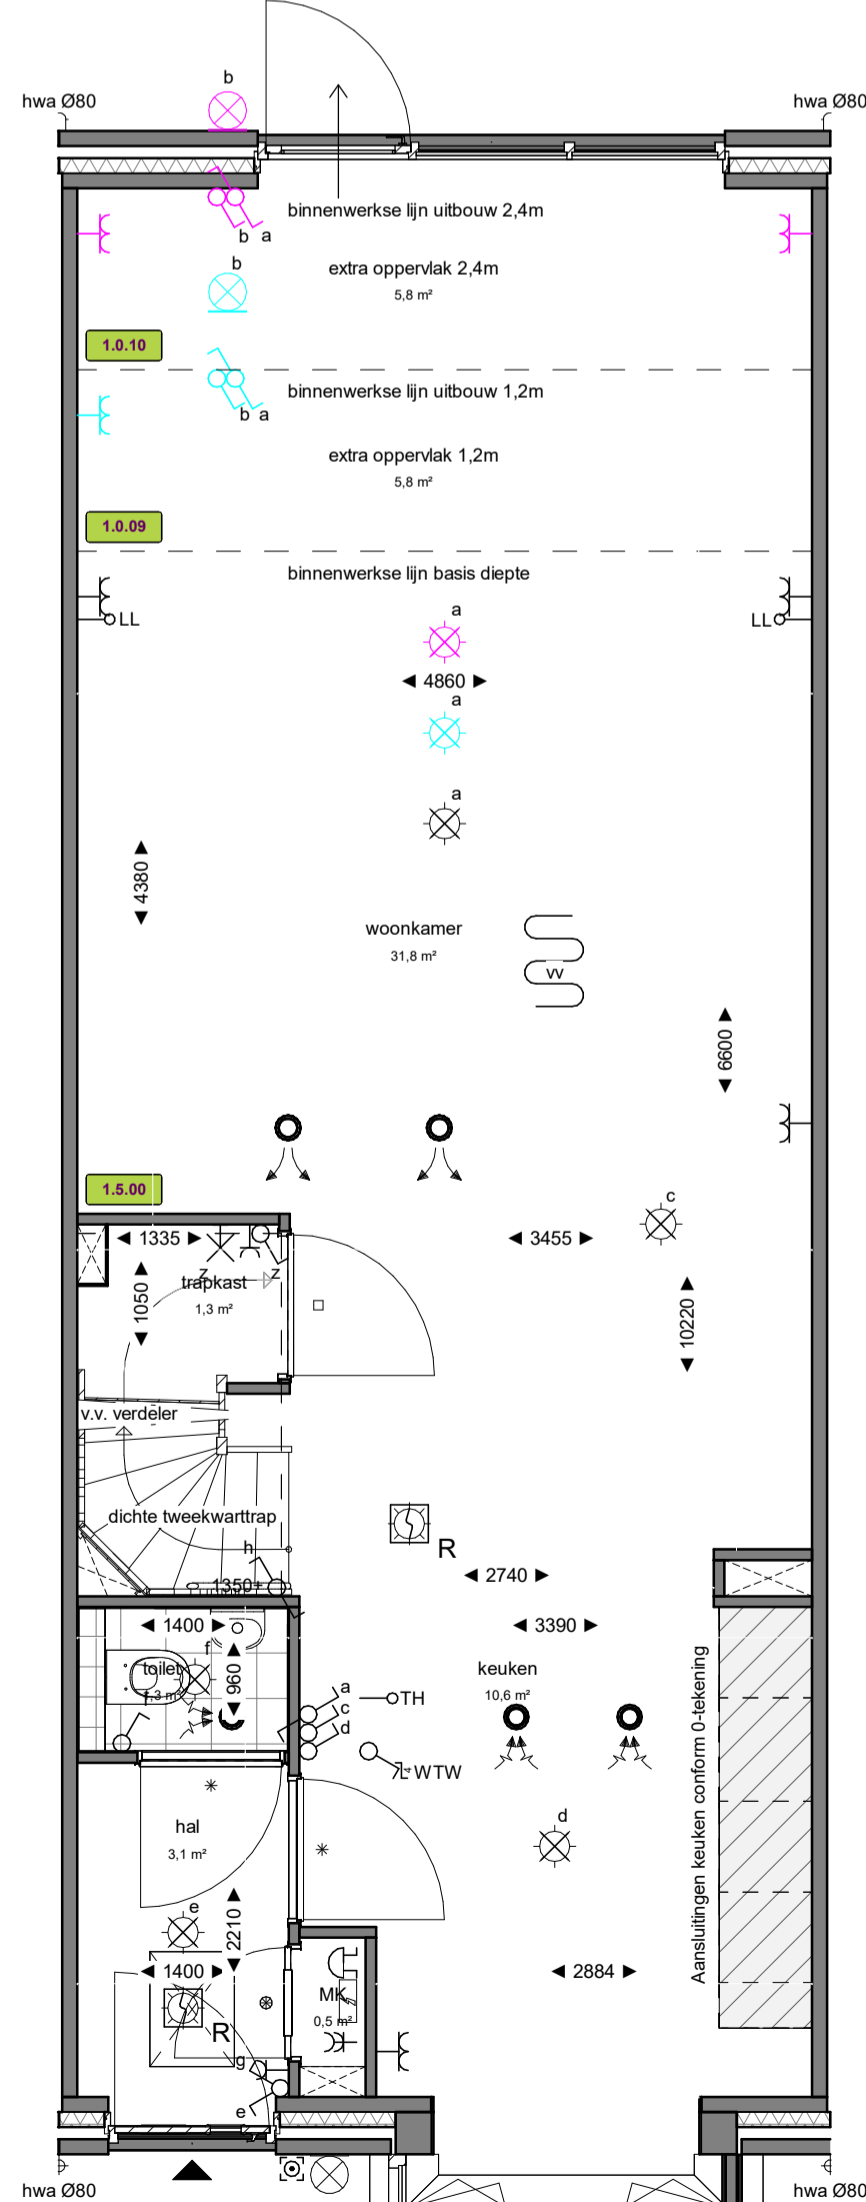 b
hwa Ø80
hwa Ø80
binnenwerkse lijn uitbouw 2,4m
b a
b
extra oppervlak 2,4m
5,8 m²
1.0.10
binnenwerkse lijn uitbouw 1,2m
b a
extra oppervlak 1,2m
5,8 m²
1.0.09
binnenwerkse lijn basis diepte
a
LL
LL
4860
a
a
4380
woonkamer
31,8 m²
vv
6600
1.5.00
c
1335
3455
z
z
trapkast
1,3 m²
1050
10220
v.v. verdeler
dichte tweekwarttrap
h
R
1350+
2740
1400
3390
f
toilet
1,3 m²
960
keuken
10,6 m²
f
a
c
d
TH
WTW
Aansluitingen keuken conform 0-tekening
hal
3,1 m²
d
e
2210
1400
2884
MK
0,5 m²
R
g
e
hwa Ø80
hwa Ø80